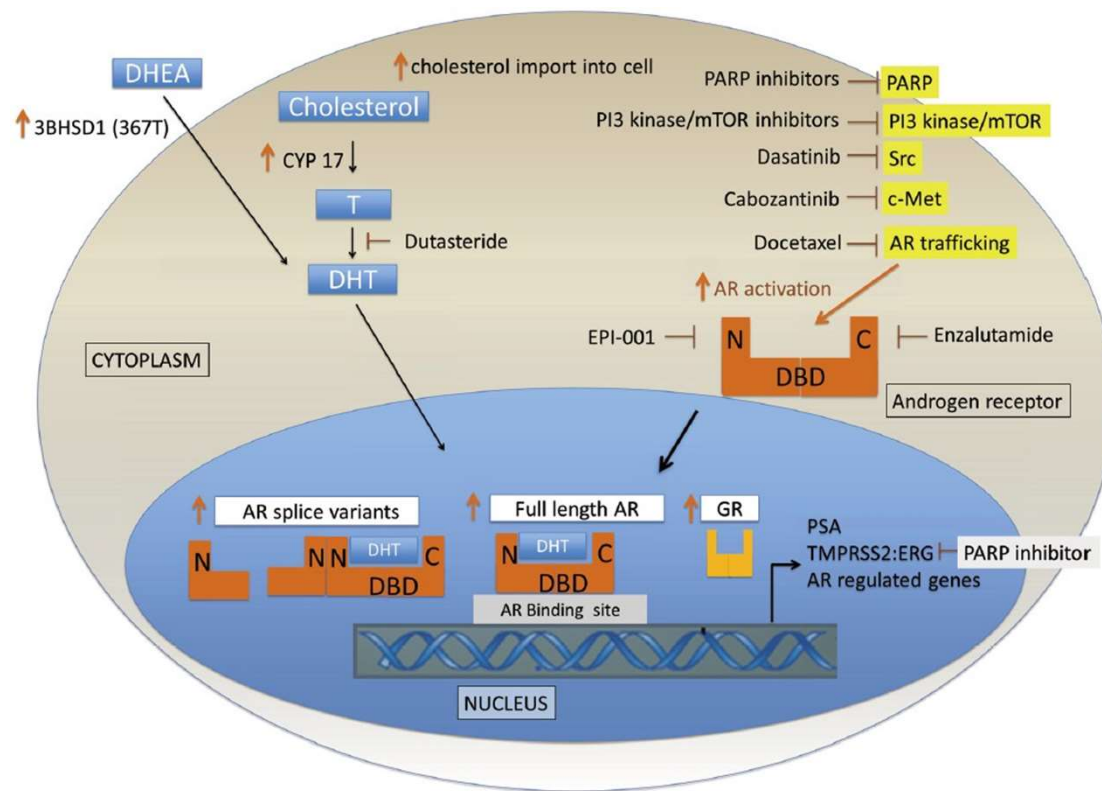 DHEA
3BHSD1 (367T)
cholesterol import into cell
Cholesterol
CYP 17
T
Dutasteride
DHT
PARP inhibitors
PARP
PI3 kinase/mTOR inhibitors
PI3 kinase/mTOR
Dasatinib
Src
Cabozantinib
c-Met
Docetaxel
AR trafficking
AR activation
EPI-001
N
C
DBD
Enzalutamide
Androgen receptor
CYTOPLASM
AR splice variants
N
N
N
DHT
C
DBD
Full length AR
N
DHT
C
DBD
AR Binding site
GR
PSA
TMPRSS2:ERG
AR regulated genes
PARP inhibitor
NUCLEUS